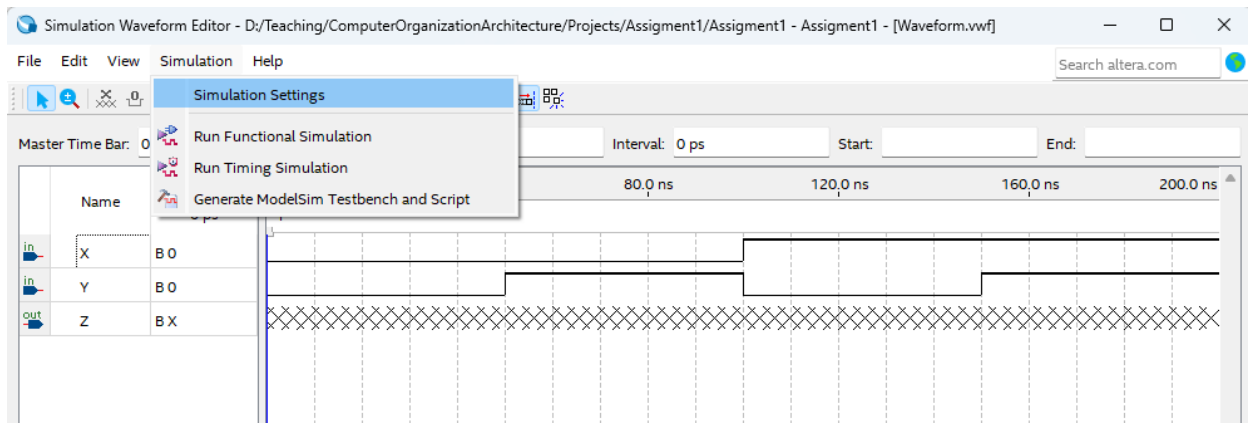 Simulation Waveform Editor - D:/Teaching/ComputerOrganizationArchitecture/Projects/Assigment1/Assigment1 - Assigment1 - [Waveform.vwf]
File Edit View Simulation Help
Search altera.com
Simulation Settings
Run Functional Simulation
Run Timing Simulation
Generate ModelSim Testbench and Script
Master Time Bar: 0
Interval: 0 ps
Start:
End:
Name
80.0 ns 120.0 ns 160.0 ns 200.0 ns
in X B 0
in Y B 0
out Z B X